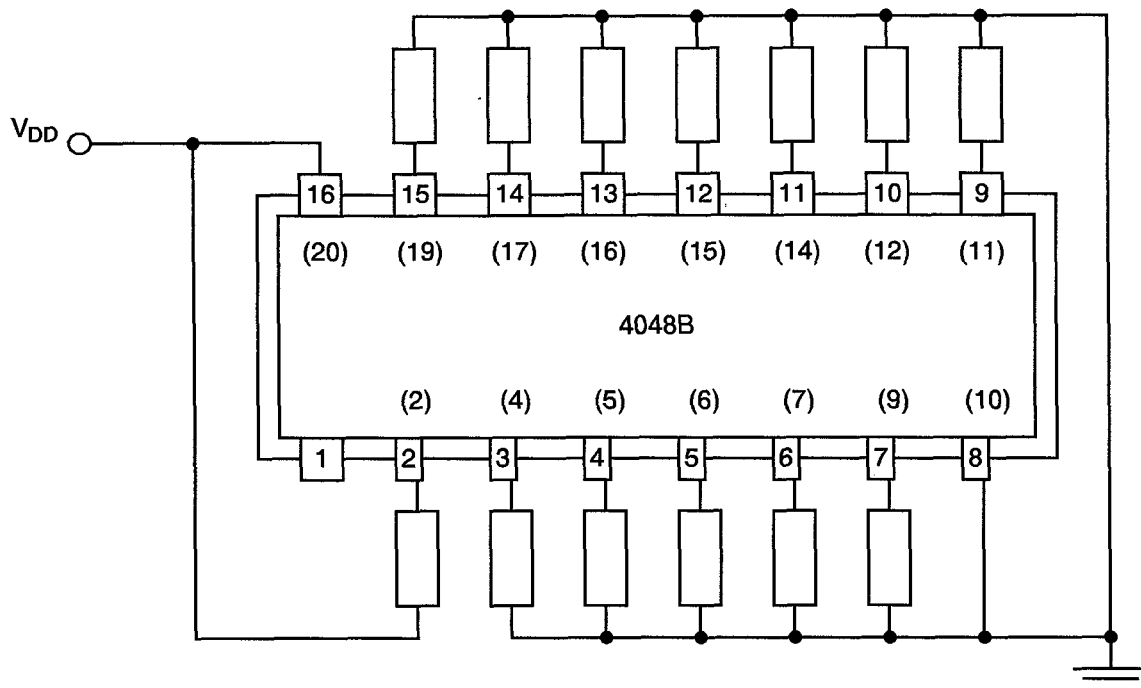 V_DD
16 15 14 13 12 11 10 9
(20) (19) (17) (16) (15) (14) (12) (11)
4048B
(2) (4) (5) (6) (7) (9) (10)
1 2 3 4 5 6 7 8